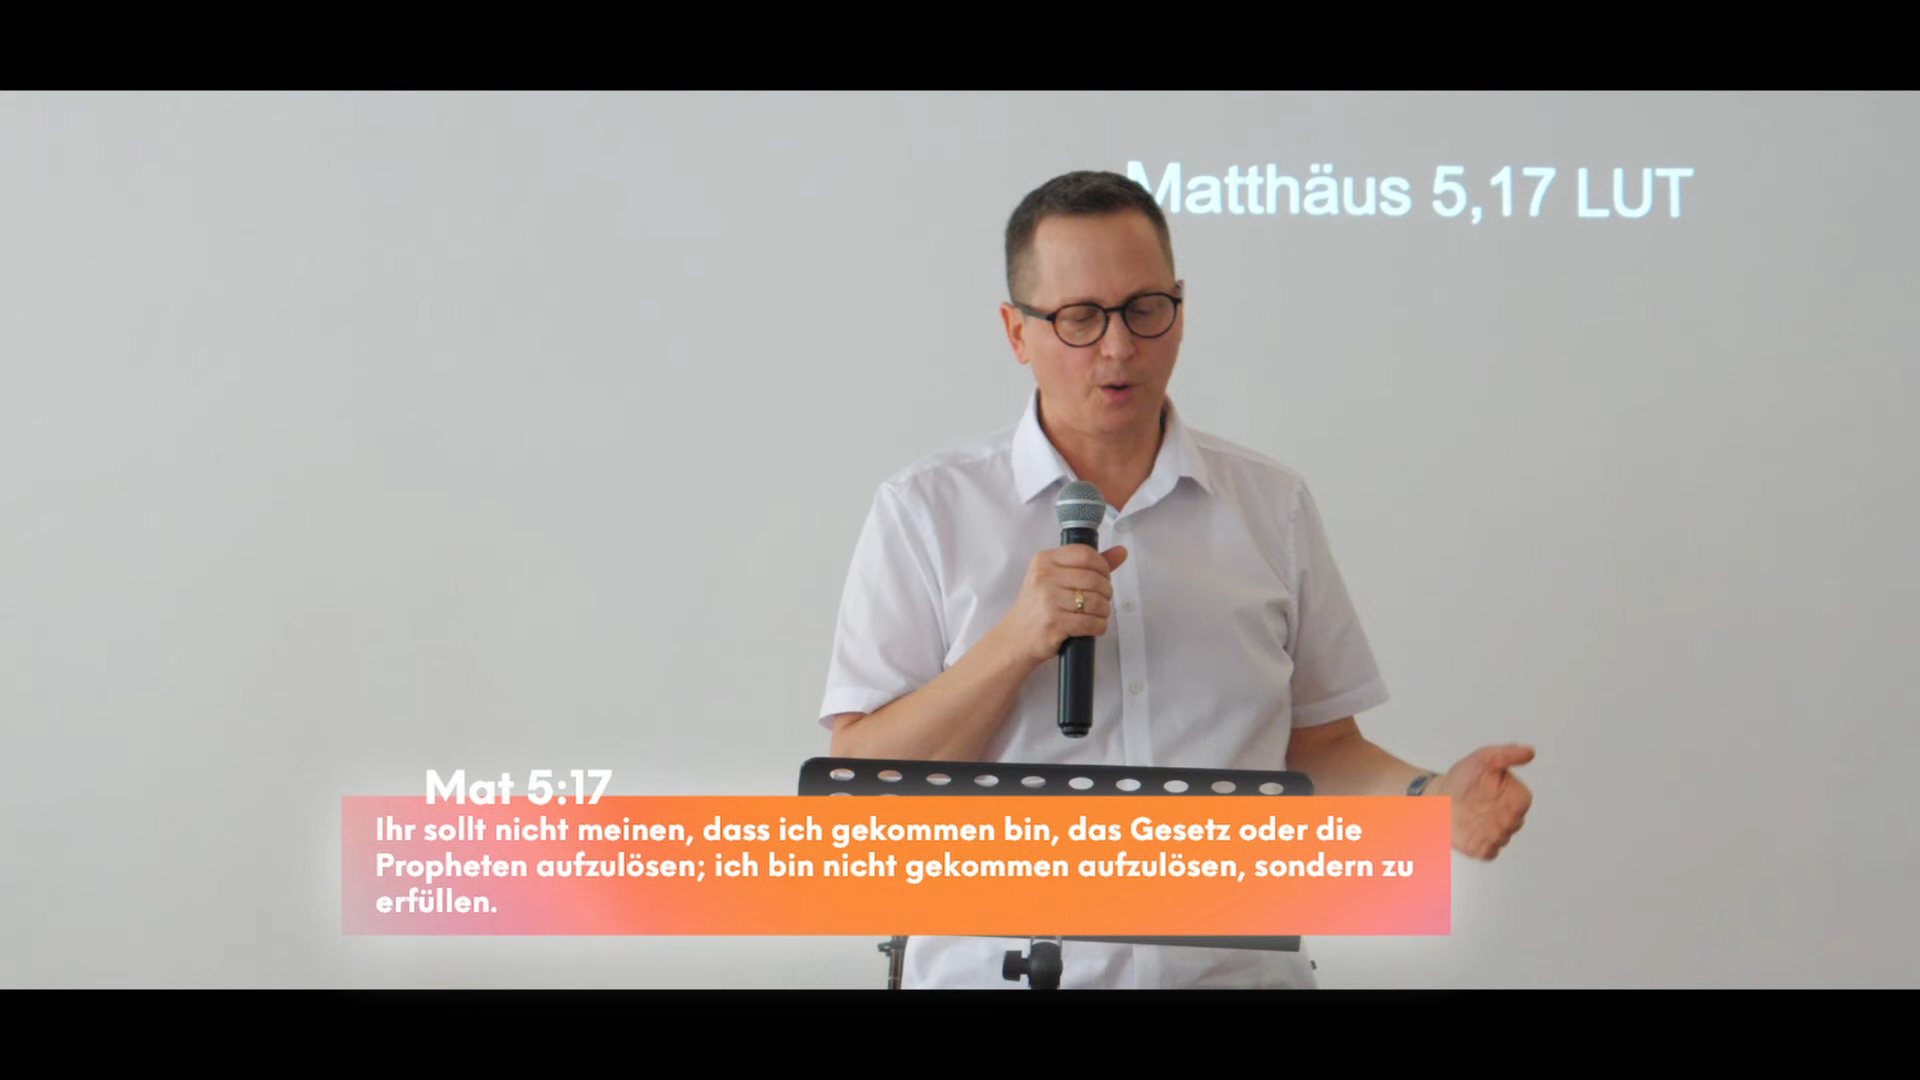 Matthäus 5,17 LUT
Mat 5:17
Ihr sollt nicht meinen, dass ich gekommen bin, das Gesetz oder die
Propheten aufzulösen; ich bin nicht gekommen aufzulösen, sondern zu
erfüllen.